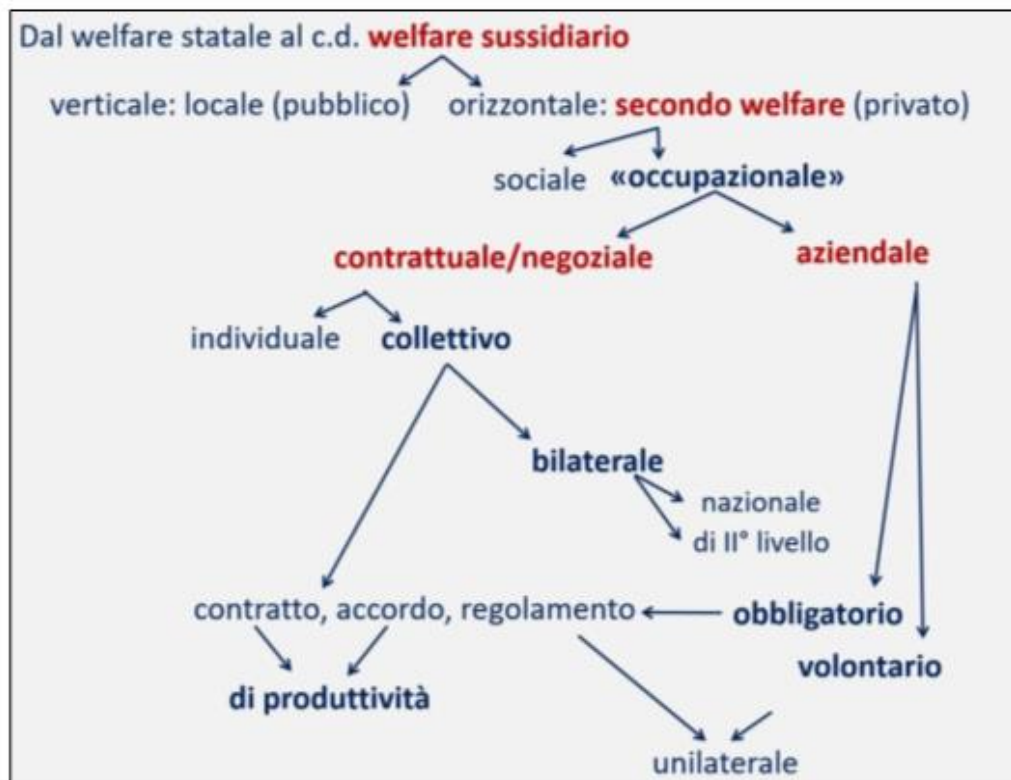 Dal welfare statale al c.d. welfare sussidiario
verticale: locale (pubblico) orizzontale: secondo welfare (privato)
sociale «occupazionale»
contrattuale/negoziale aziendale
individuale collettivo
bilaterale
nazionale
di II° livello
contratto, accordo, regolamento obbligatorio
volontario
di produttività
unilaterale